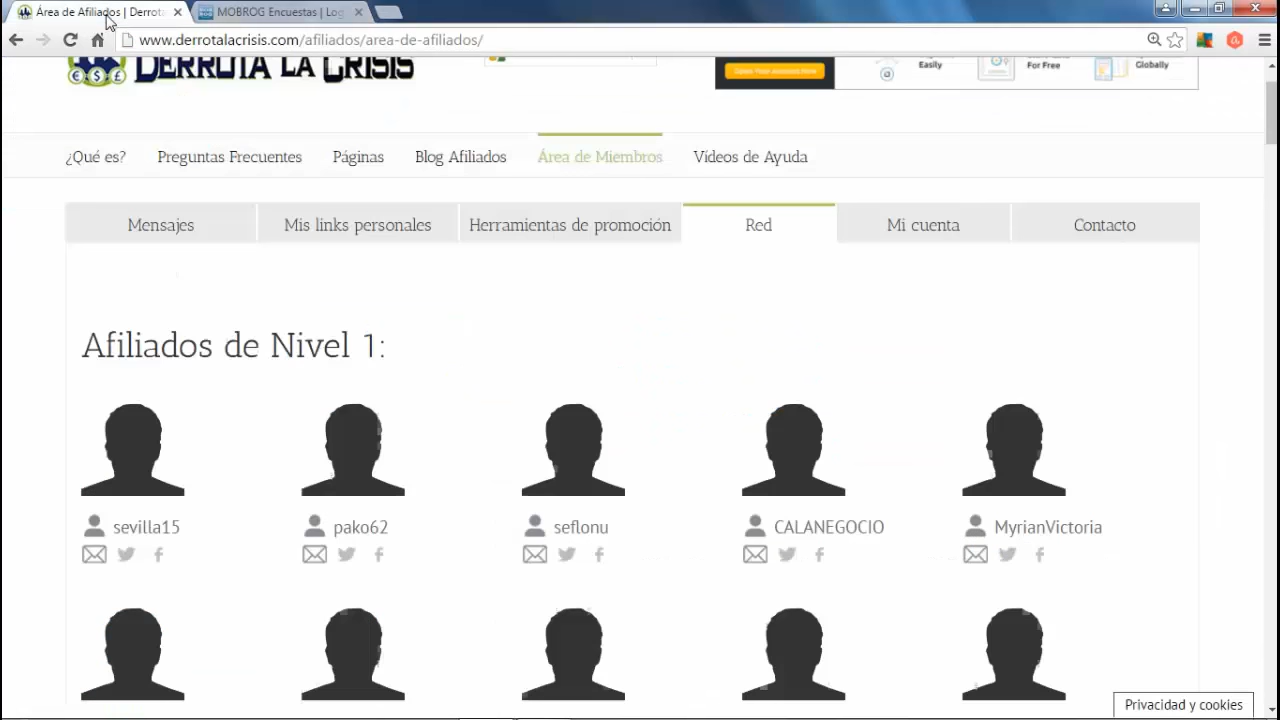 Área de Afiliados | Derrota
MOBROG Encuestas | Log
www.derrotalacrisis.com/afiliados/area-de-afiliados/
DERROTA LA CRISIS
Easily
For Free
Globally
¿Qué es?
Preguntas Frecuentes
Páginas
Blog Afiliados
Área de Miembros
Vídeos de Ayuda
Mensajes
Mis links personales
Herramientas de promoción
Red
Mi cuenta
Contacto
Afiliados de Nivel 1:
sevilla15
pako62
seflonu
CALANEGOCIO
MyrianVictoria
Privacidad y cookies